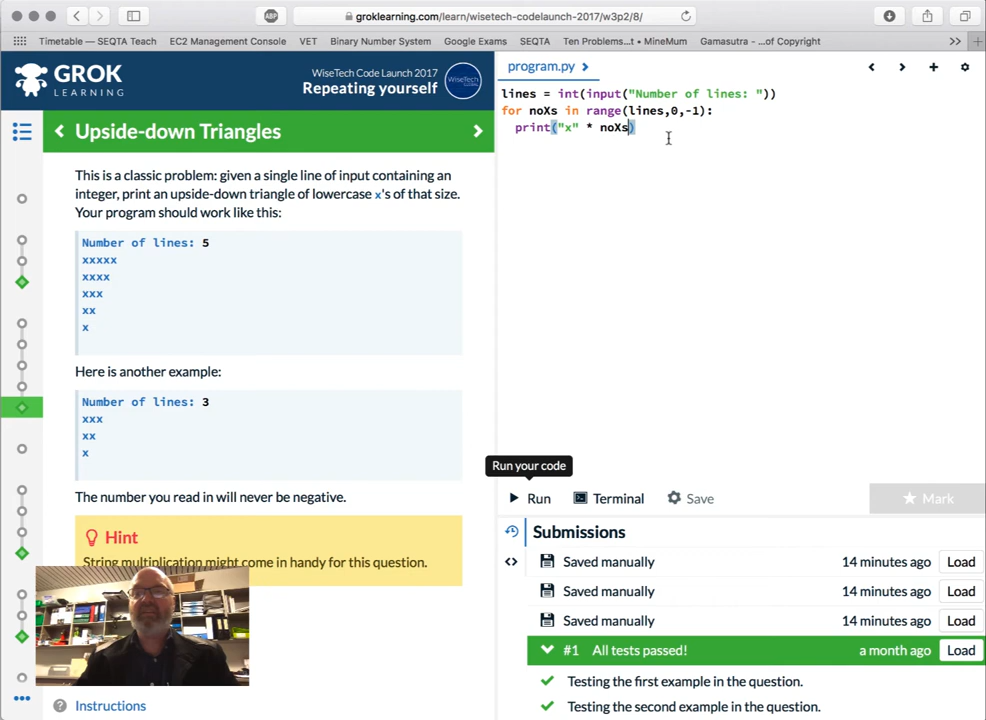 ABP
groklearning.com/learn/wisetech-codelaunch-2017/w3p2/8/
Timetable — SEQTA Teach
EC2 Management Console
VET
Binary Number System
Google Exams
SEQTA
Ten Problems...t • MineMum
Gamasutra - ...of Copyright
GROK
LEARNING
WiseTech Code Launch 2017
Repeating yourself
WiseTech
Upside-down Triangles
This is a classic problem: given a single line of input containing an
integer, print an upside-down triangle of lowercase x's of that size.
Your program should work like this:
Number of lines: 5
xxxxx
xxxx
xxx
xx
x
Here is another example:
Number of lines: 3
xxx
xx
x
The number you read in will never be negative.
Hint
String multiplication might come in handy for this question.
Instructions
program.py
lines = int(input("Number of lines: "))
for noXs in range(lines,0,-1):
print("x" * noXs)
Run your code
Run
Terminal
Save
Mark
Submissions
Saved manually
14 minutes ago
Load
Saved manually
14 minutes ago
Load
Saved manually
14 minutes ago
Load
#1 All tests passed!
a month ago
Load
Testing the first example in the question.
Testing the second example in the question.